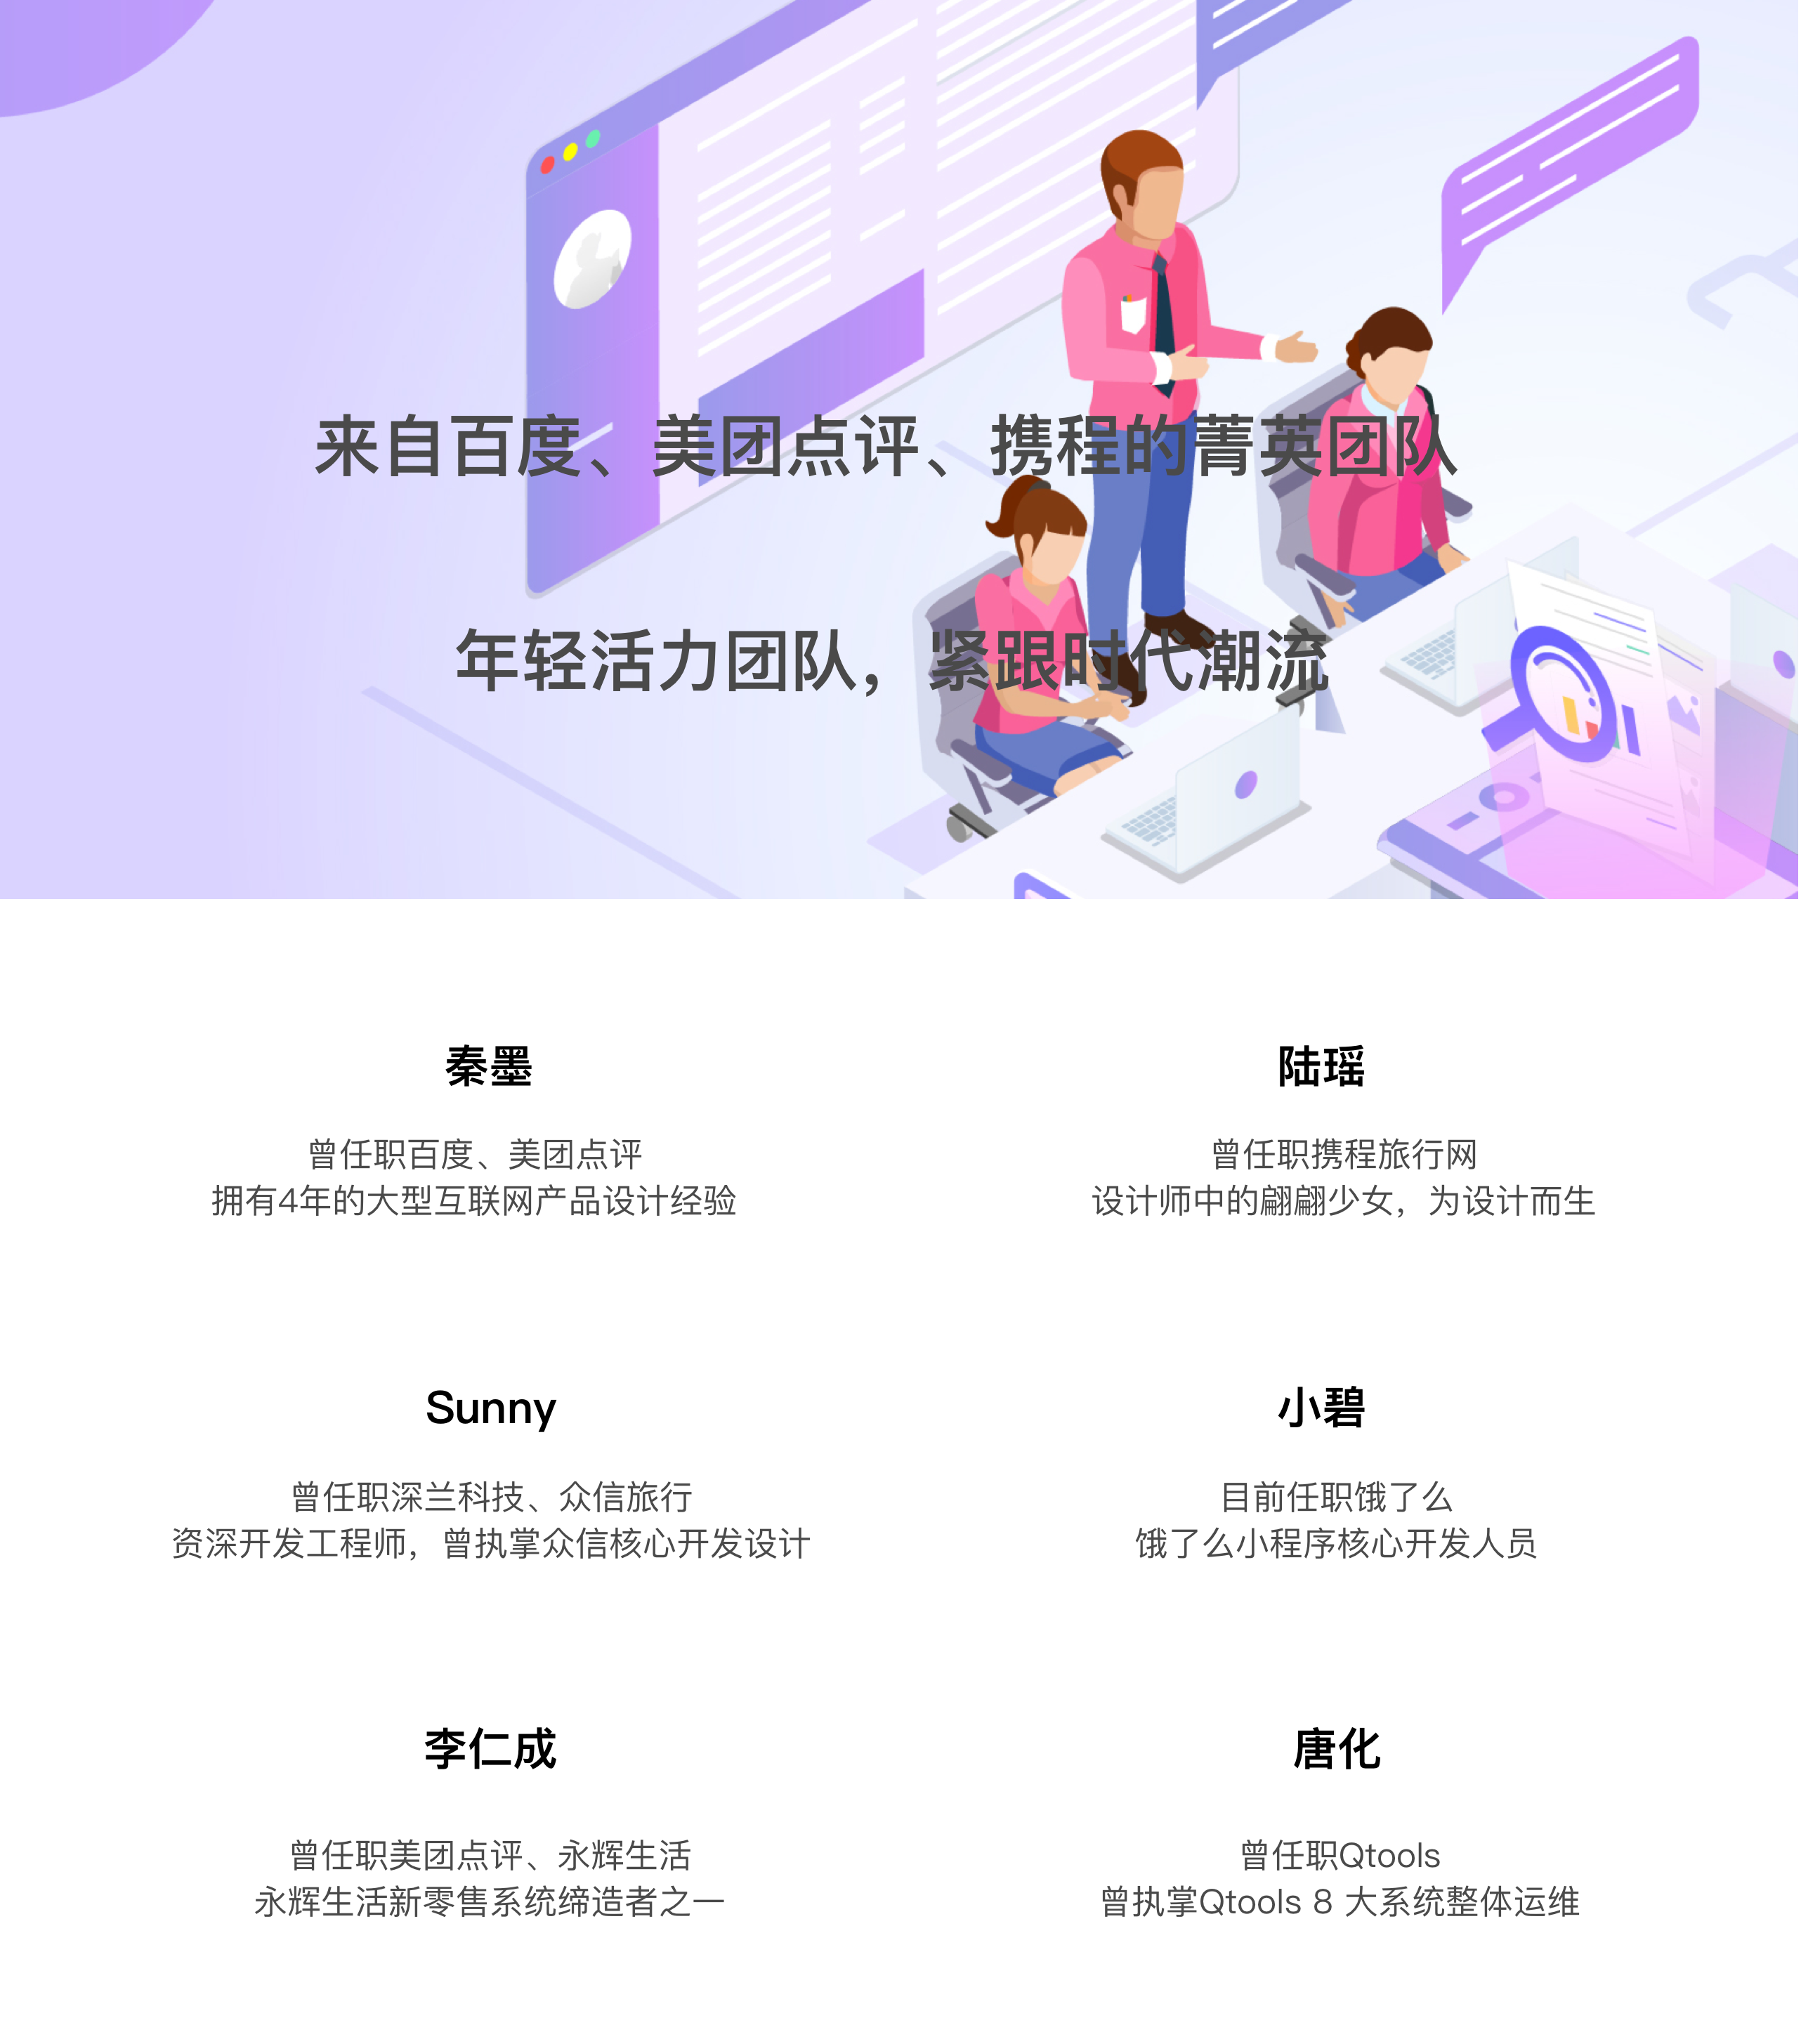 来自百度、美团点评、携程的菁英团队
年轻活力团队，紧跟时代潮流
秦墨
曾任职百度、美团点评
拥有4年的大型互联网产品设计经验
陆瑶
曾任职携程旅行网
设计师中的翩翩少女，为设计而生
Sunny
曾任职深兰科技、众信旅行
资深开发工程师，曾执掌众信核心开发设计
小碧
目前任职饿了么
饿了么小程序核心开发人员
李仁成
曾任职美团点评、永辉生活
永辉生活新零售系统缔造者之一
唐化
曾任职Qtools
曾执掌Qtools 8 大系统整体运维